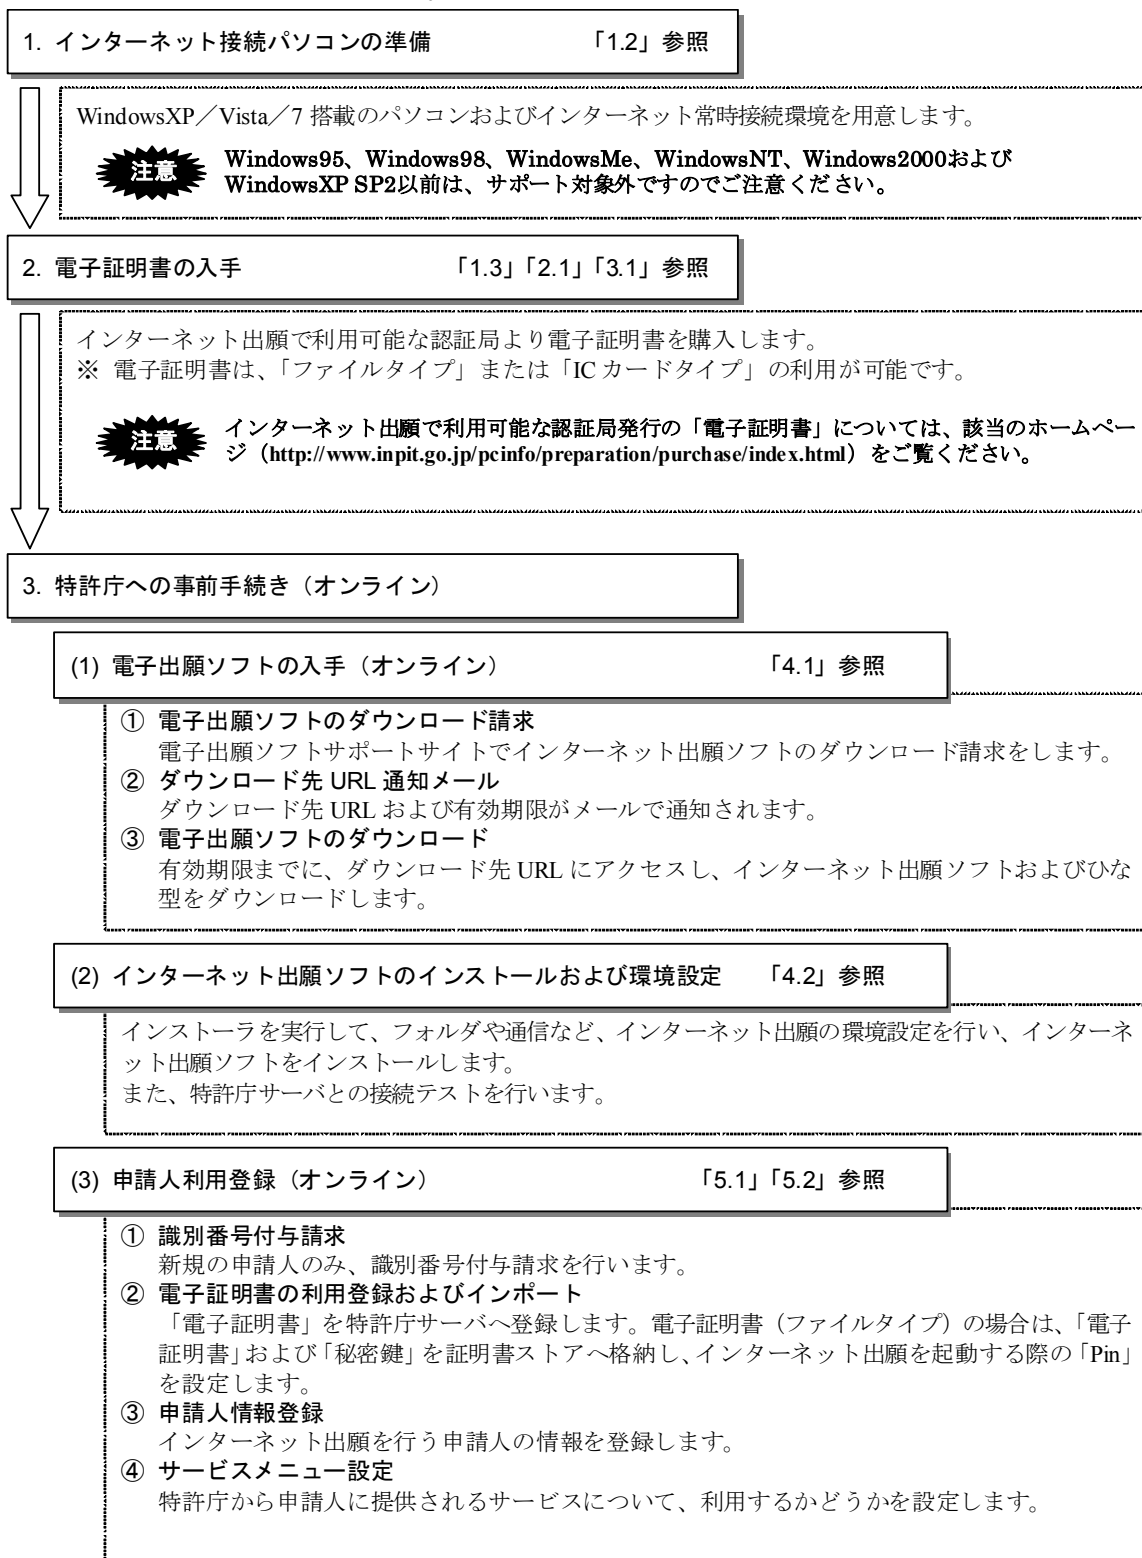 1. インターネット接続パソコンの準備 「1.2」参照
WindowsXP／Vista／7 搭載のパソコンおよびインターネット常時接続環境を用意します。
注意
Windows95、Windows98、WindowsMe、WindowsNT、Windows2000および
WindowsXP SP2以前は、サポート対象外ですのでご注意ください。
2. 電子証明書の入手 「1.3」「2.1」「3.1」参照
インターネット出願で利用可能な認証局より電子証明書を購入します。
※ 電子証明書は、「ファイルタイプ」または「IC カードタイプ」の利用が可能です。
注意
インターネット出願で利用可能な認証局発行の「電子証明書」については、該当のホームペー
ジ（http://www.inpit.go.jp/pcinfo/preparation/purchase/index.html）をご覧ください。
3. 特許庁への事前手続き（オンライン）
(1) 電子出願ソフトの入手（オンライン） 「4.1」参照
① 電子出願ソフトのダウンロード請求
電子出願ソフトサポートサイトでインターネット出願ソフトのダウンロード請求をします。
② ダウンロード先 URL 通知メール
ダウンロード先 URL および有効期限がメールで通知されます。
③ 電子出願ソフトのダウンロード
有効期限までに、ダウンロード先 URL にアクセスし、インターネット出願ソフトおよびひな
型をダウンロードします。
(2) インターネット出願ソフトのインストールおよび環境設定 「4.2」参照
インストーラを実行して、フォルダや通信など、インターネット出願の環境設定を行い、インターネ
ット出願ソフトをインストールします。
また、特許庁サーバとの接続テストを行います。
(3) 申請人利用登録（オンライン） 「5.1」「5.2」参照
① 識別番号付与請求
新規の申請人のみ、識別番号付与請求を行います。
② 電子証明書の利用登録およびインポート
「電子証明書」を特許庁サーバへ登録します。電子証明書（ファイルタイプ）の場合は、「電子
証明書」および「秘密鍵」を証明書ストアへ格納し、インターネット出願を起動する際の「Pin」
を設定します。
③ 申請人情報登録
インターネット出願を行う申請人の情報を登録します。
④ サービスメニュー設定
特許庁から申請人に提供されるサービスについて、利用するかどうかを設定します。